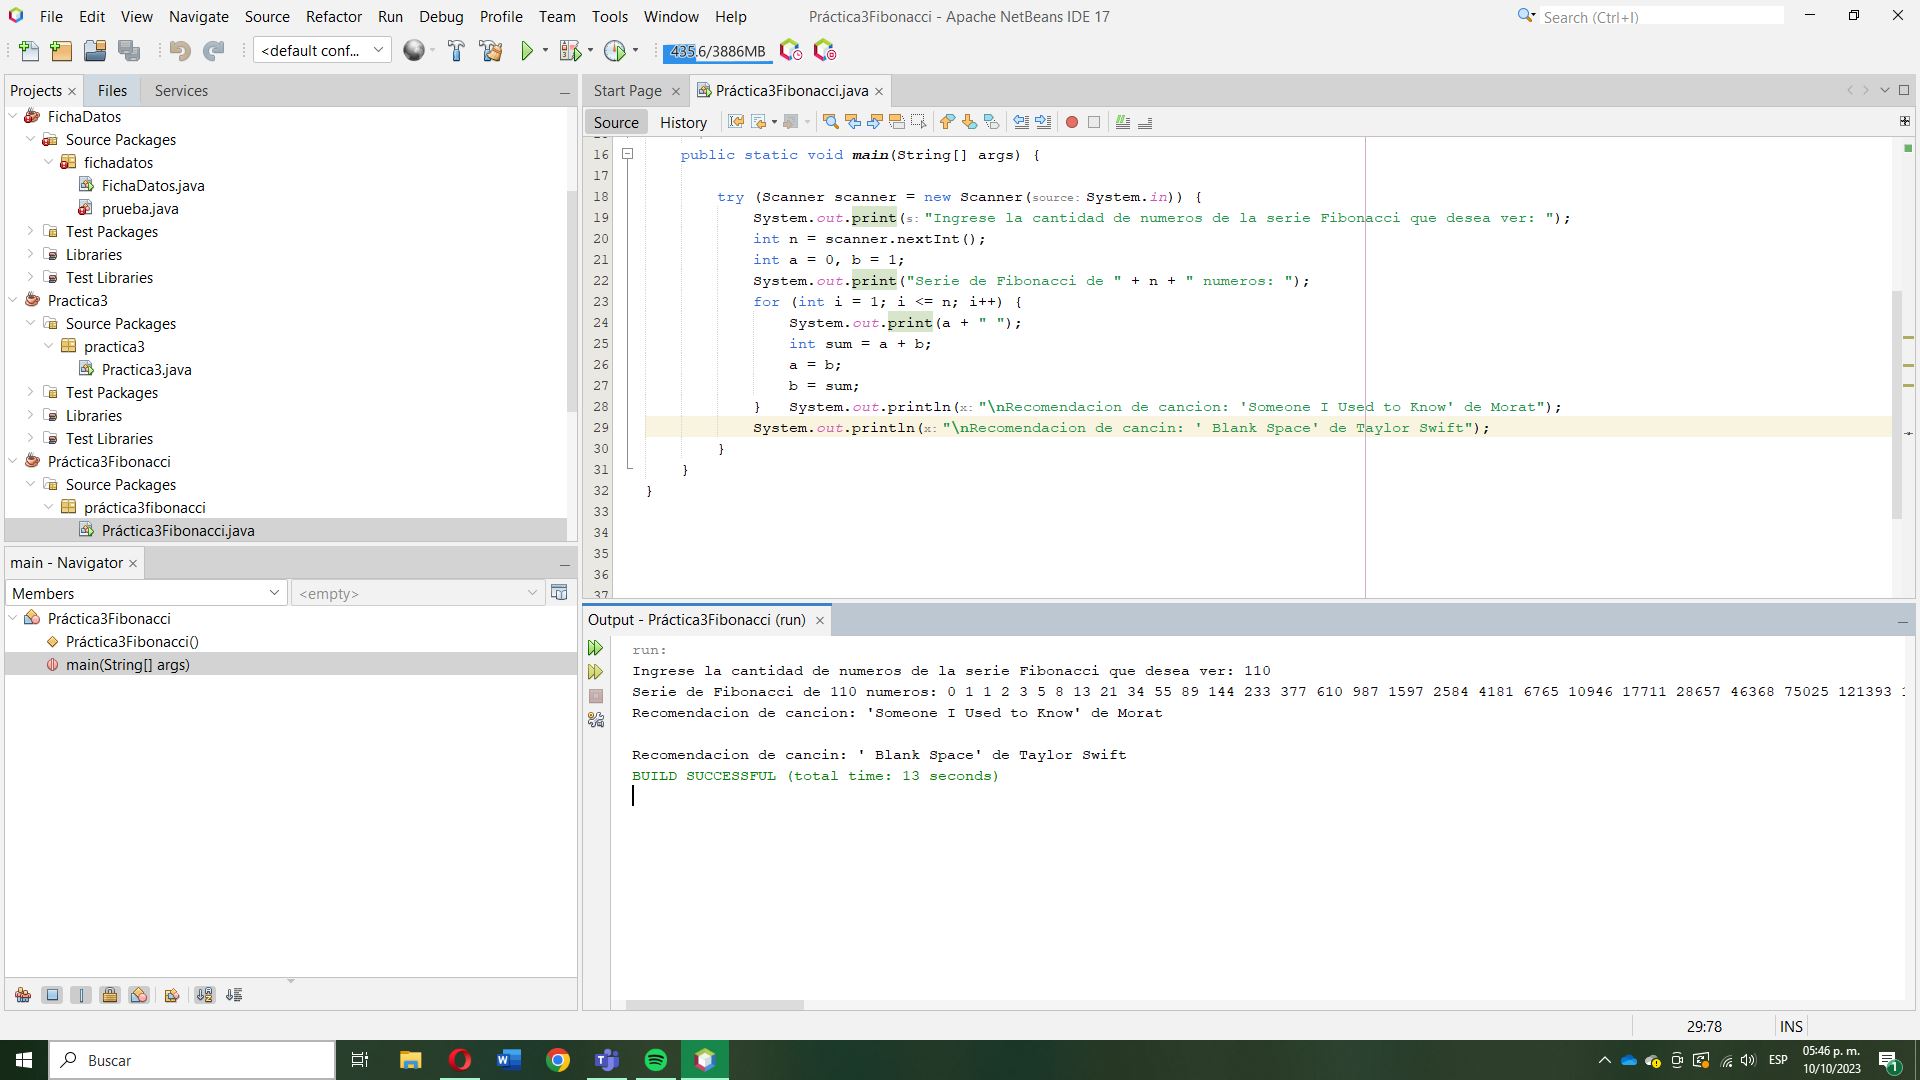 File Edit View Navigate Source Refactor Run Debug Profile Team Tools Window Help Práctica3Fibonacci - Apache NetBeans IDE 17 Search (Ctrl+I)
<default conf... 435.6/3886MB
Projects Files Services
FichaDatos
Source Packages
fichadatos
FichaDatos.java
prueba.java
Test Packages
Libraries
Test Libraries
Practica3
Source Packages
practica3
Practica3.java
Test Packages
Libraries
Test Libraries
Práctica3Fibonacci
Source Packages
práctica3fibonacci
Práctica3Fibonacci.java
main - Navigator
Members <empty>
Práctica3Fibonacci
Práctica3Fibonacci()
main(String[] args)
Start Page Práctica3Fibonacci.java
Source History
16 public static void main(String[] args) {
17
18 try (Scanner scanner = new Scanner(source: System.in)) {
19 System.out.print(s: "Ingrese la cantidad de numeros de la serie Fibonacci que desea ver: ");
20 int n = scanner.nextInt();
21 int a = 0, b = 1;
22 System.out.print("Serie de Fibonacci de " + n + " numeros: ");
23 for (int i = 1; i <= n; i++) {
24 System.out.print(a + " ");
25 int sum = a + b;
26 a = b;
27 b = sum;
28 } System.out.println(x: "\nRecomendacion de cancion: 'Someone I Used to Know' de Morat");
29 System.out.println(x: "\nRecomendacion de cancin: ' Blank Space' de Taylor Swift");
30 }
31 }
32 }
33
34
35
36
37
Output - Práctica3Fibonacci (run)
run:
Ingrese la cantidad de numeros de la serie Fibonacci que desea ver: 110
Serie de Fibonacci de 110 numeros: 0 1 1 2 3 5 8 13 21 34 55 89 144 233 377 610 987 1597 2584 4181 6765 10946 17711 28657 46368 75025 121393
Recomendacion de cancion: 'Someone I Used to Know' de Morat
Recomendacion de cancin: ' Blank Space' de Taylor Swift
BUILD SUCCESSFUL (total time: 13 seconds)
29:78 INS
Buscar
ESP
05:46 p. m.
10/10/2023
1